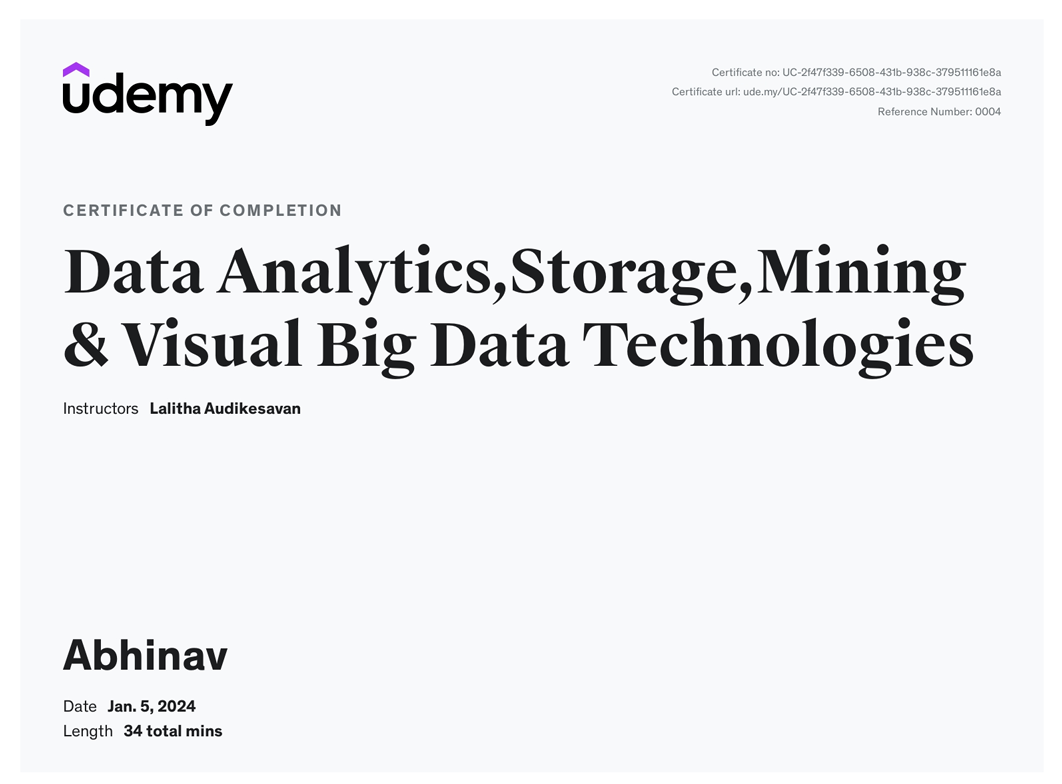 udemy
Certificate no: UC-2f47f339-6508-431b-938c-379511161e8a
Certificate url: ude.my/UC-2f47f339-6508-431b-938c-379511161e8a
Reference Number: 0004
CERTIFICATE OF COMPLETION
Data Analytics,Storage,Mining
& Visual Big Data Technologies
Instructors Lalitha Audikesavan
Abhinav
Date Jan. 5, 2024
Length 34 total mins